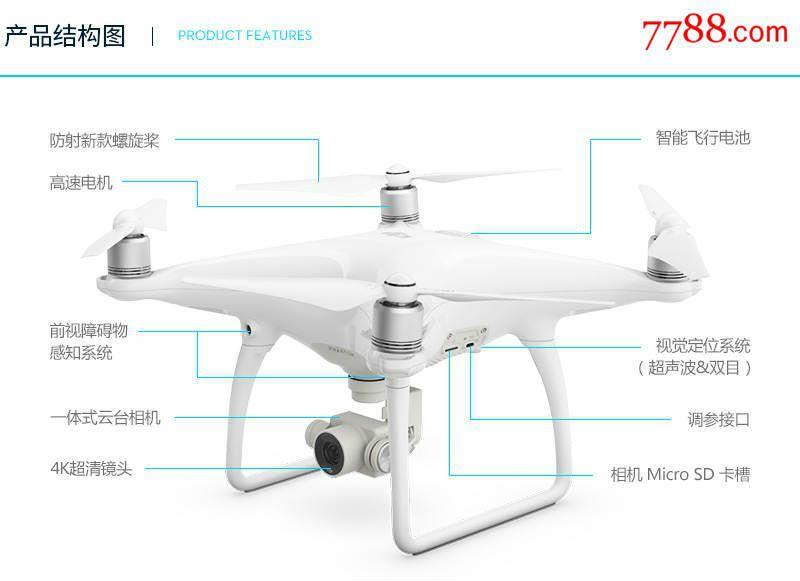 产品结构图 | PRODUCT FEATURES
7788.com
防射新款螺旋桨
智能飞行电池
高速电机
前视障碍物
感知系统
视觉定位系统
（超声波&双目）
一体式云台相机
调参接口
4K超清镜头
相机 Micro SD 卡槽